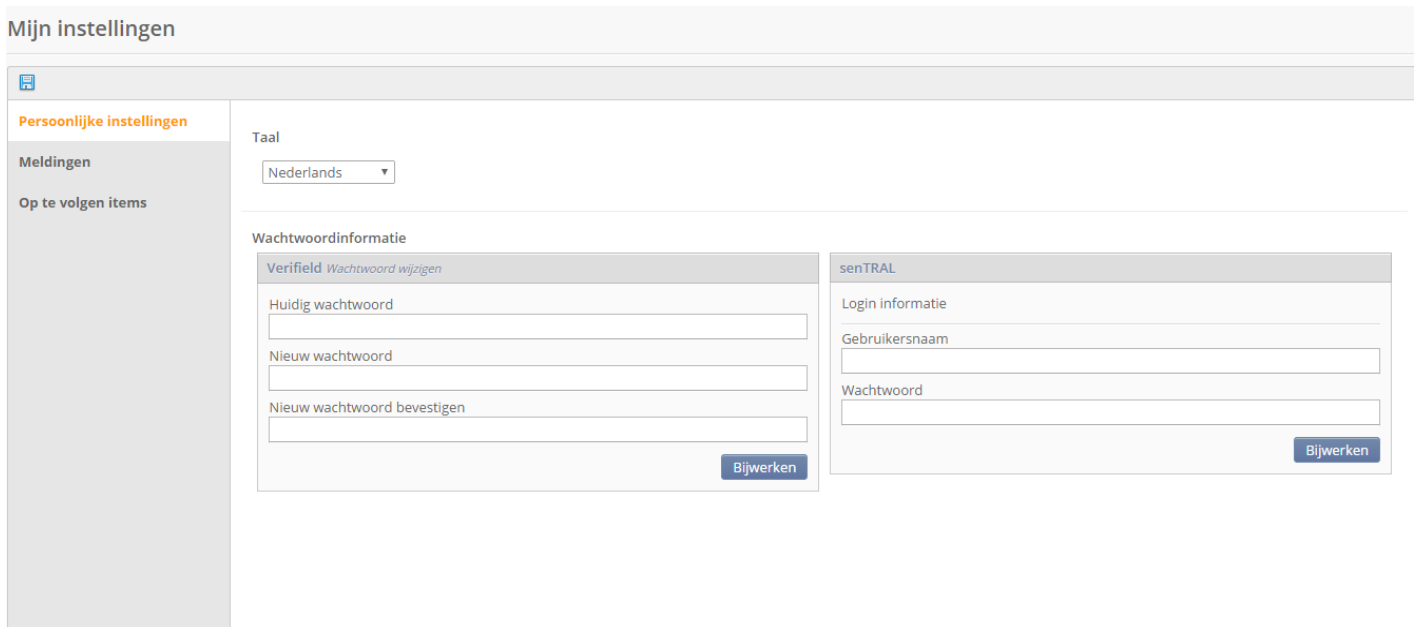 Mijn instellingen
Persoonlijke instellingen
Meldingen
Op te volgen items
Taal
Nederlands
Wachtwoordinformatie
Verifield Wachtwoord wijzigen
Huidig wachtwoord
Nieuw wachtwoord
Nieuw wachtwoord bevestigen
Bijwerken
senTRAL
Login informatie
Gebruikersnaam
Wachtwoord
Bijwerken